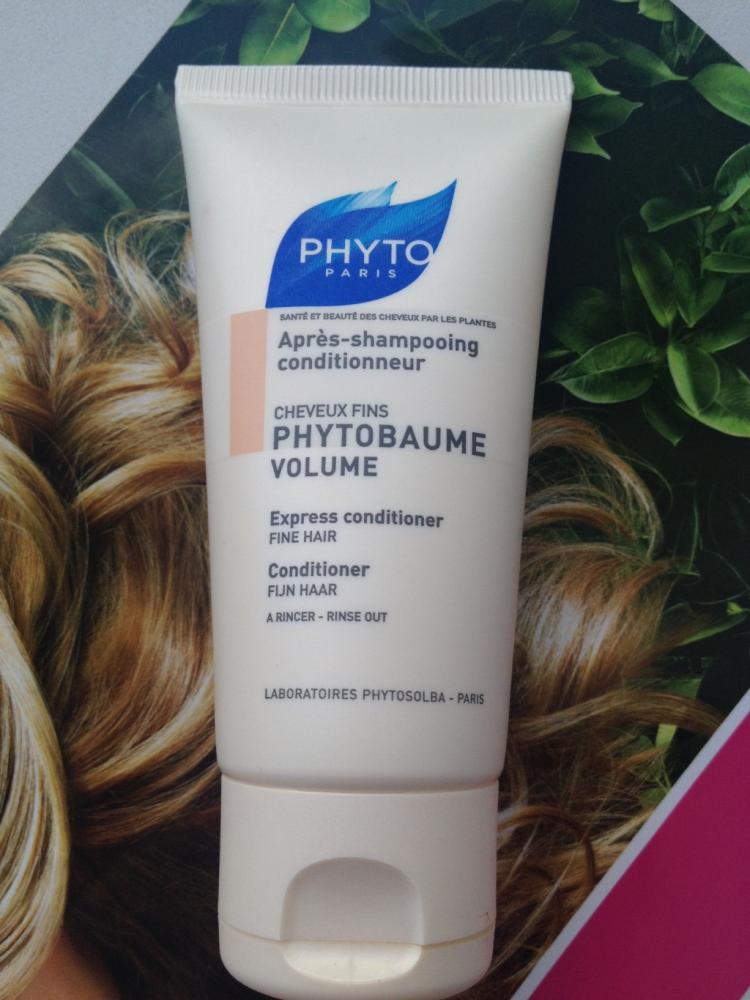 PHYTO
PARIS
SANTÉ ET BEAUTÉ DES CHEVEUX PAR LES PLANTES
Après-shampooing
conditionneur
CHEVEUX FINS
PHYTOBAUME
VOLUME
Express conditioner
FINE HAIR
Conditioner
FIJN HAAR
A RINCER - RINSE OUT
LABORATOIRES PHYTOSOLBA - PARIS